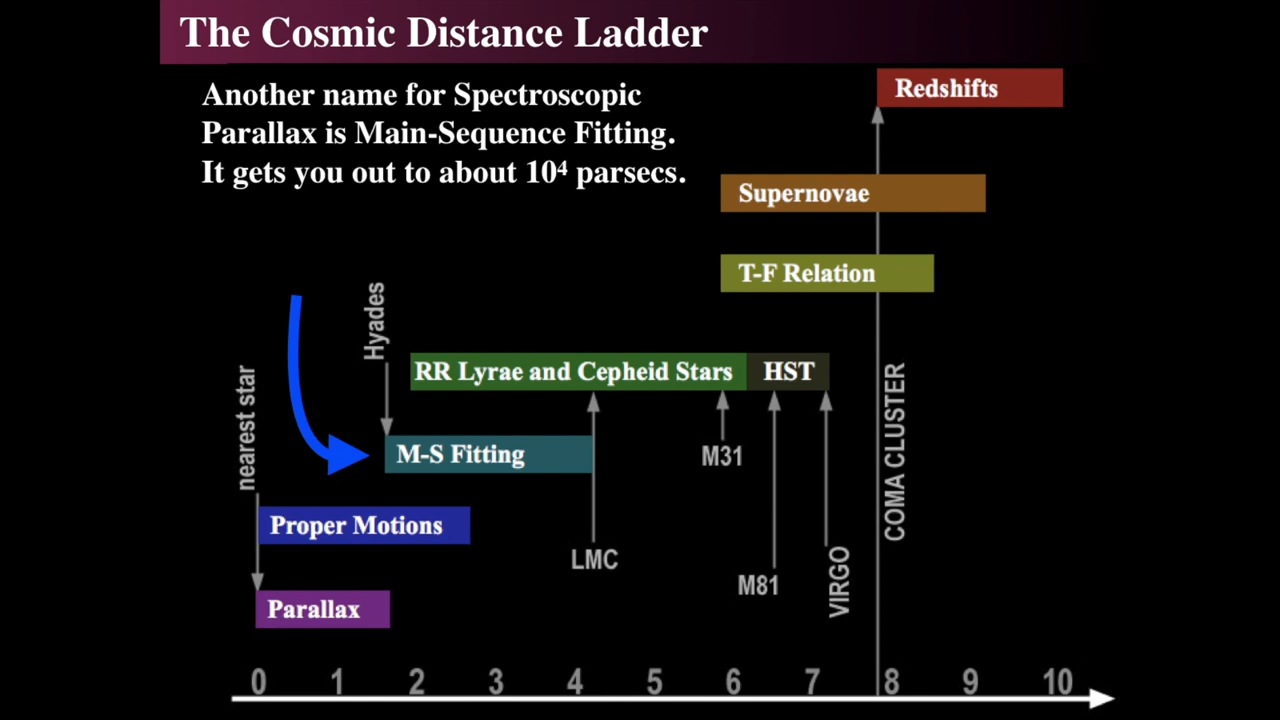 The Cosmic Distance Ladder
Another name for Spectroscopic
Parallax is Main-Sequence Fitting.
It gets you out to about 10⁴ parsecs.
Redshifts
Supernovae
T-F Relation
Hyades
RR Lyrae and Cepheid Stars
HST
nearest star
M-S Fitting
M31
COMA CLUSTER
Proper Motions
LMC
M81
VIRGO
Parallax
0 1 2 3 4 5 6 7 8 9 10